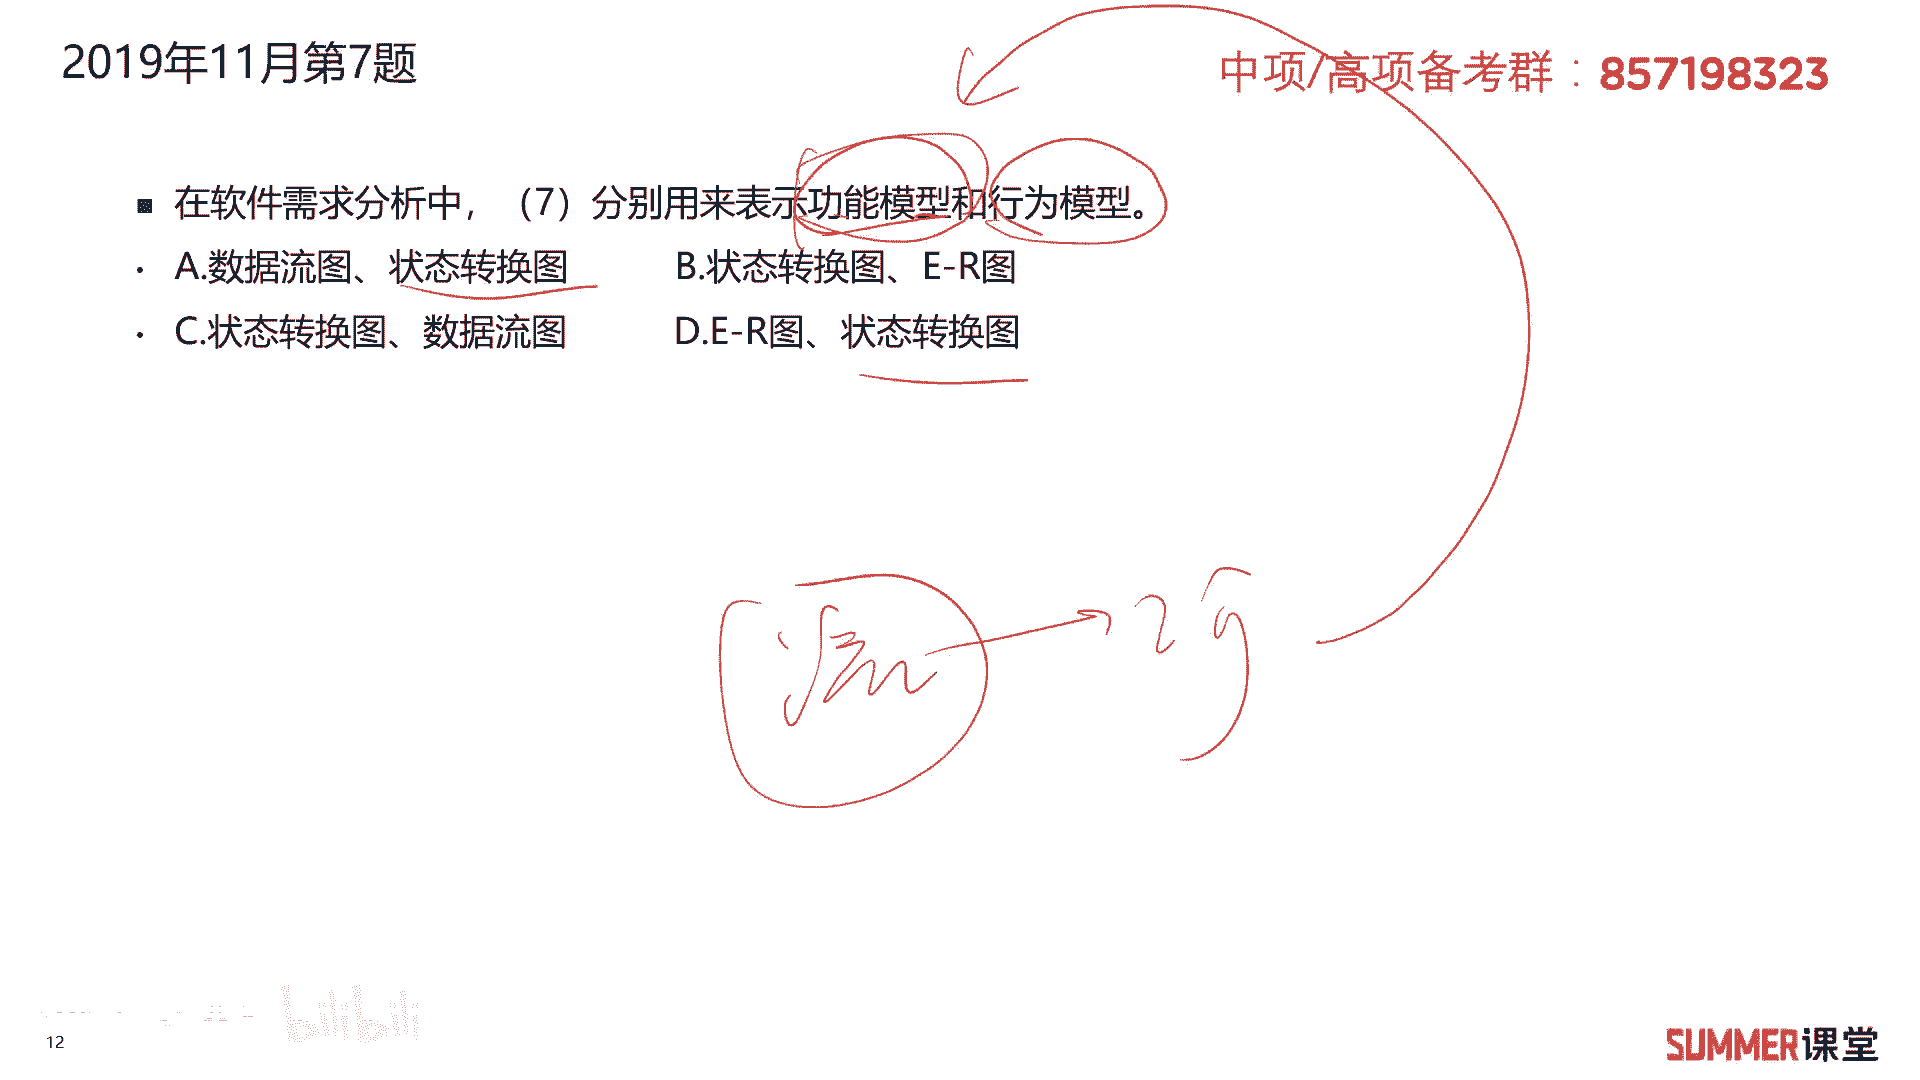 2019年11月第7题
中项/高项备考群：857198323
■ 在软件需求分析中，（7）分别用来表示功能模型和行为模型。
• A.数据流图、状态转换图 B.状态转换图、E-R图
• C.状态转换图、数据流图 D.E-R图、状态转换图
bilibili
12
SUMMER课堂